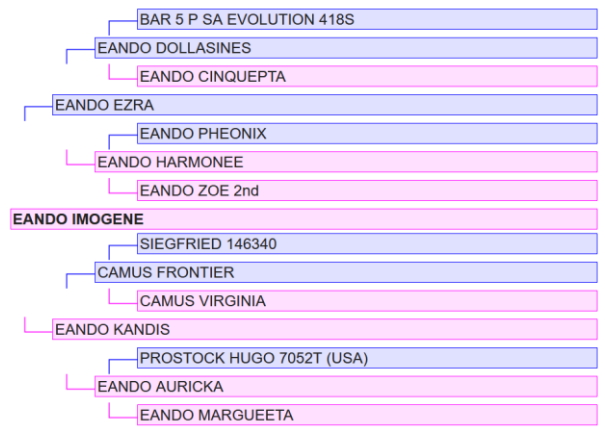 BAR 5 P SA EVOLUTION 418S
EANDO DOLLASINES
EANDO CINQUEPTA
EANDO EZRA
EANDO PHEONIX
EANDO HARMONEE
EANDO ZOE 2nd
EANDO IMOGENE
SIEGFRIED 146340
CAMUS FRONTIER
CAMUS VIRGINIA
EANDO KANDIS
PROSTOCK HUGO 7052T (USA)
EANDO AURICKA
EANDO MARGUEETA